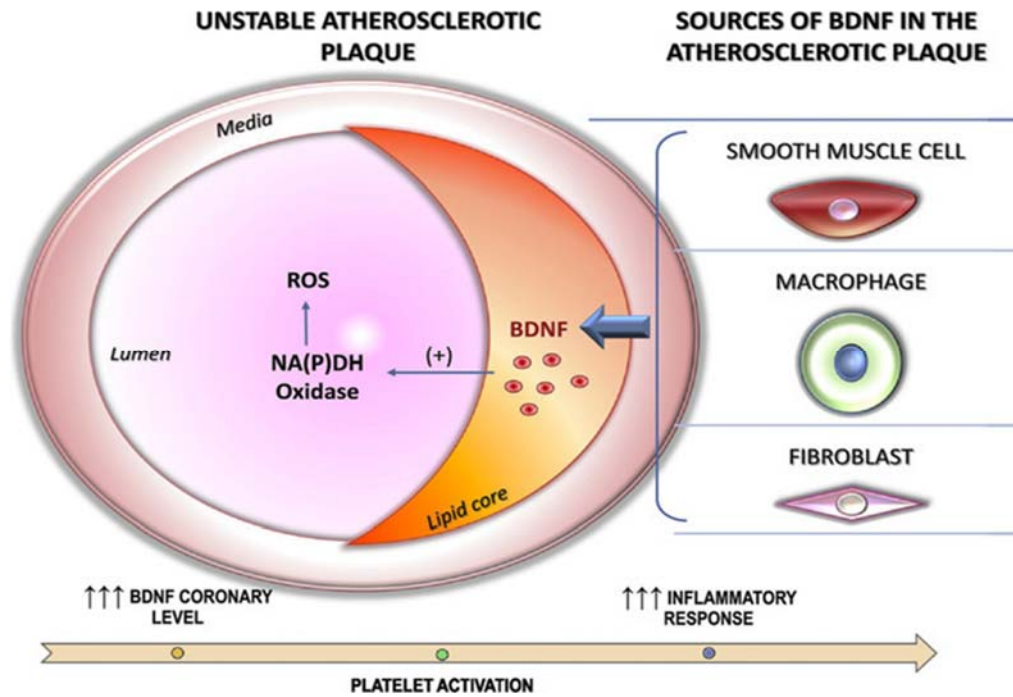 UNSTABLE ATHEROSCLEROTIC
PLAQUE
SOURCES OF BDNF IN THE
ATHEROSCLEROTIC PLAQUE
Media
SMOOTH MUSCLE CELL
MACROPHAGE
ROS
BDNF
Lumen
(+)
NA(P)DH
Oxidase
FIBROBLAST
Lipid core
↑↑↑ BDNF CORONARY
LEVEL
↑↑↑ INFLAMMATORY
RESPONSE
PLATELET ACTIVATION